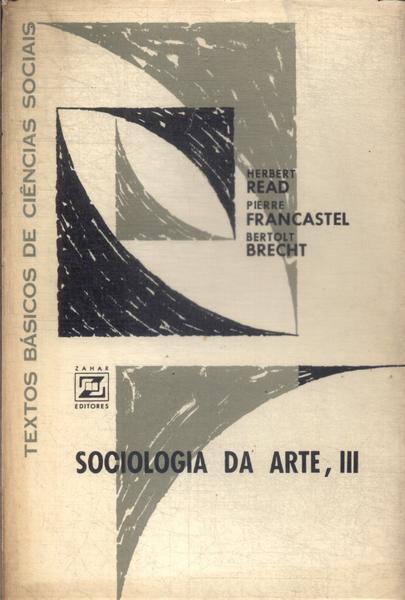 TEXTOS BÁSICOS DE CIÊNCIAS SOCIAIS
HERBERT
READ
PIERRE
FRANCASTEL
BERTOLT
BRECHT
ZAHAR
EDITORES
SOCIOLOGIA DA ARTE, III